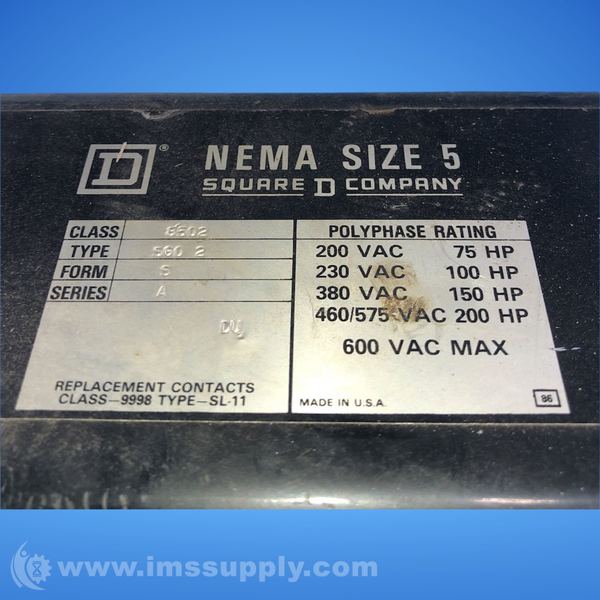 D ®
NEMA SIZE 5
SQUARE D COMPANY
CLASS 8502
TYPE SGO 2
FORM S
SERIES A
REPLACEMENT CONTACTS
CLASS—9998 TYPE—SL-11
POLYPHASE RATING
200 VAC 75 HP
230 VAC 100 HP
380 VAC 150 HP
460/575 VAC 200 HP
600 VAC MAX
MADE IN U.S.A.
86
www.imssupply.com